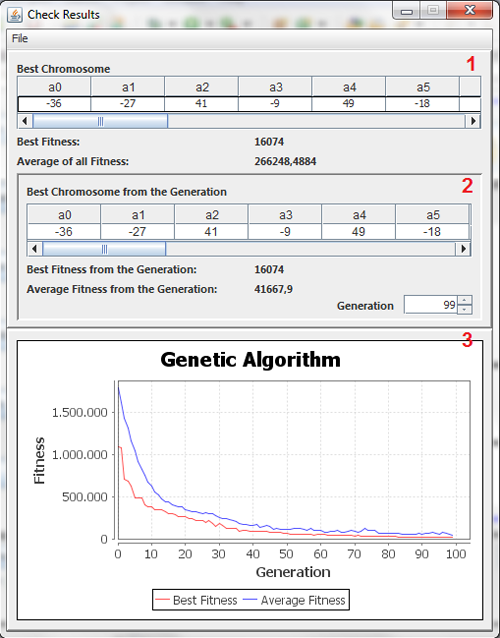 Check Results
File
1
Best Chromosome
a0 a1 a2 a3 a4 a5
-36 -27 41 -9 49 -18
Best Fitness: 16074
Average of all Fitness: 266248,4884
2
Best Chromosome from the Generation
a0 a1 a2 a3 a4 a5
-36 -27 41 -9 49 -18
Best Fitness from the Generation: 16074
Average Fitness from the Generation: 41667,9
Generation 99
3
Genetic Algorithm
Fitness
1.500.000
1.000.000
500.000
0
0 10 20 30 40 50 60 70 80 90 100
Generation
Best Fitness Average Fitness